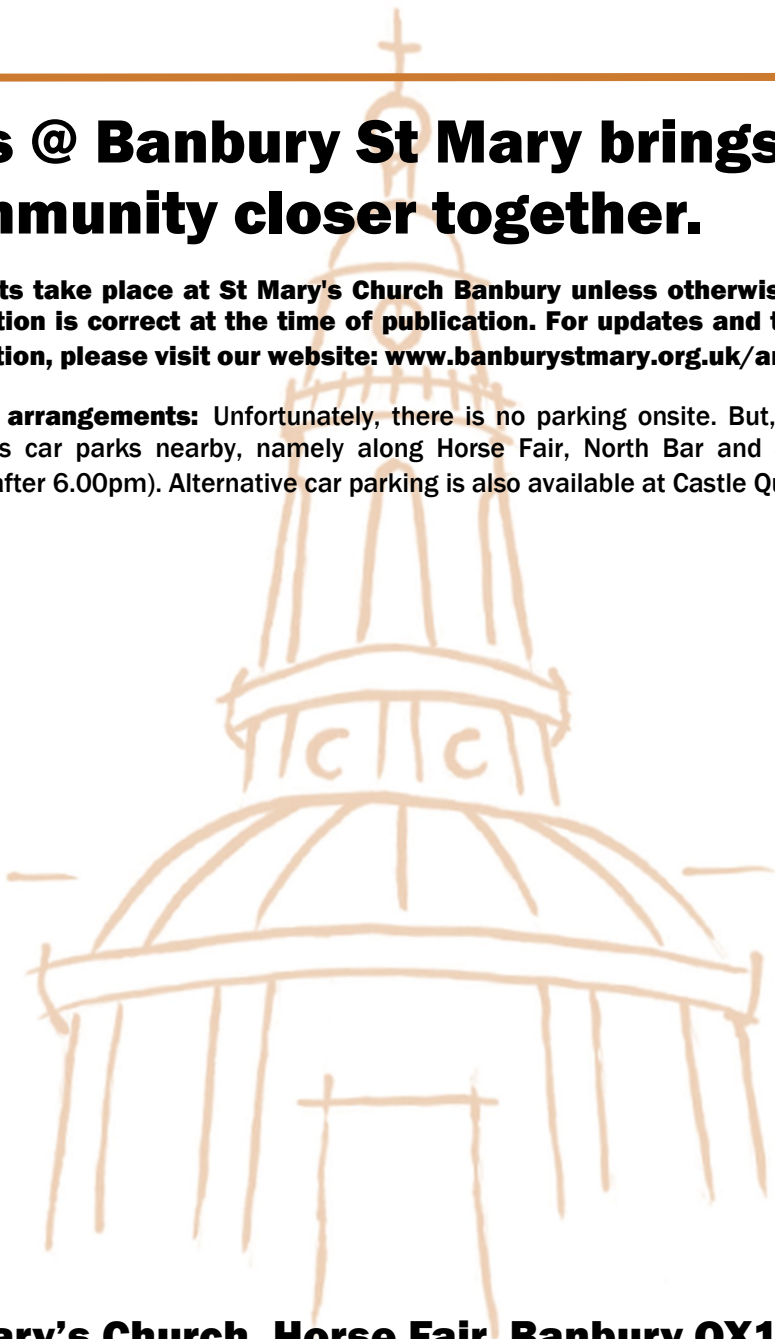 s @ Banbury St Mary brings
mmunity closer together.
ts take place at St Mary's Church Banbury unless otherwis
tion is correct at the time of publication. For updates and t
tion, please visit our website: www.banburystmary.org.uk/ar
arrangements: Unfortunately, there is no parking onsite. But,
s car parks nearby, namely along Horse Fair, North Bar and
after 6.00pm). Alternative car parking is also available at Castle Qu
ary’s Church, Horse Fair, Banbury OX1